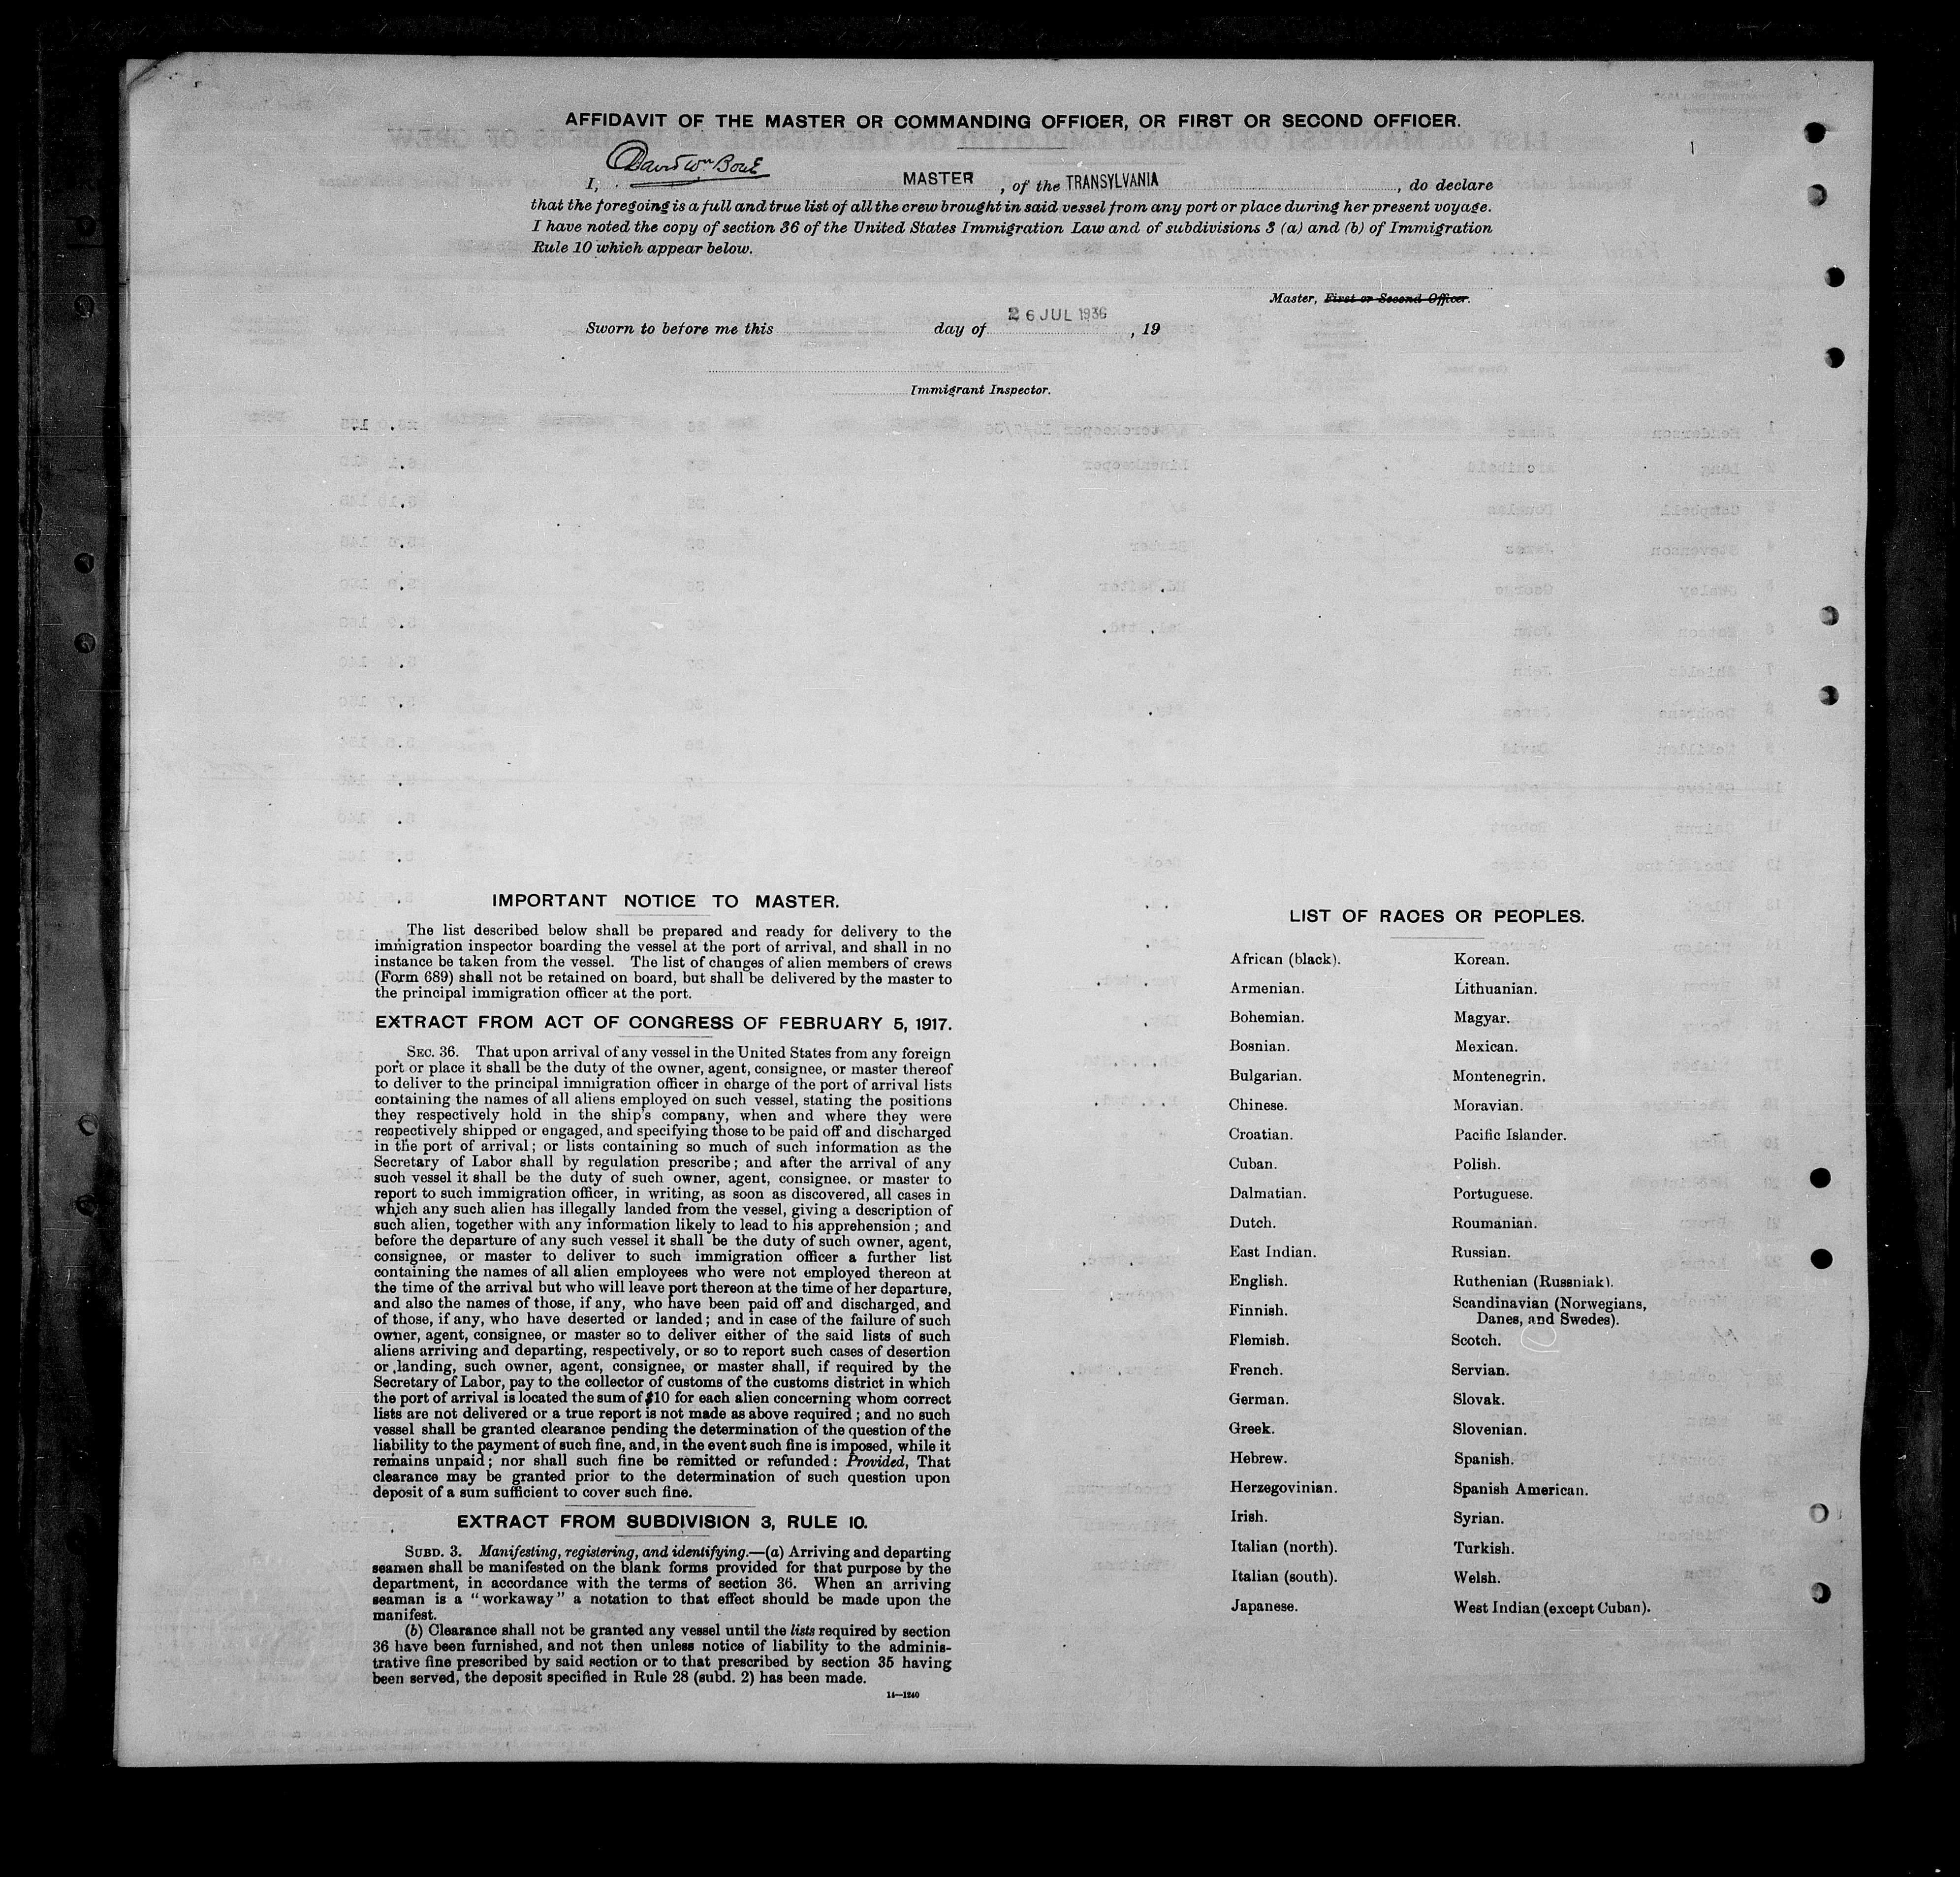 AFFIDAVIT OF THE MASTER OR COMMANDING OFFICER, OR FIRST OR SECOND OFFICER.
I, David Wm Bone MASTER, of the TRANSYLVANIA, do declare
that the foregoing is a full and true list of all the crew brought in said vessel from any port or place during her present voyage.
I have noted the copy of section 36 of the United States Immigration Law and of subdivisions 3 (a) and (b) of Immigration
Rule 10 which appear below.
Master, First or Second Officer.
Sworn to before me this day of 26 JUL 1936, 19
Immigrant Inspector.
IMPORTANT NOTICE TO MASTER.
The list described below shall be prepared and ready for delivery to the
immigration inspector boarding the vessel at the port of arrival, and shall in no
instance be taken from the vessel. The list of changes of alien members of crews
(Form 689) shall not be retained on board, but shall be delivered by the master to
the principal immigration officer at the port.
EXTRACT FROM ACT OF CONGRESS OF FEBRUARY 5, 1917.
SEC. 36. That upon arrival of any vessel in the United States from any foreign
port or place it shall be the duty of the owner, agent, consignee, or master thereof
to deliver to the principal immigration officer in charge of the port of arrival lists
containing the names of all aliens employed on such vessel, stating the positions
they respectively hold in the ship's company, when and where they were
respectively shipped or engaged, and specifying those to be paid off and discharged
in the port of arrival; or lists containing so much of such information as the
Secretary of Labor shall by regulation prescribe; and after the arrival of any
such vessel it shall be the duty of such owner, agent, consignee, or master to
report to such immigration officer, in writing, as soon as discovered, all cases in
which any such alien has illegally landed from the vessel, giving a description of
such alien, together with any information likely to lead to his apprehension; and
before the departure of any such vessel it shall be the duty of such owner, agent,
consignee, or master to deliver to such immigration officer a further list
containing the names of all alien employees who were not employed thereon at
the time of the arrival but who will leave port thereon at the time of her departure,
and also the names of those, if any, who have been paid off and discharged, and
of those, if any, who have deserted or landed; and in case of the failure of such
owner, agent, consignee, or master so to deliver either of the said lists of such
aliens arriving and departing, respectively, or so to report such cases of desertion
or landing, such owner, agent, consignee, or master shall, if required by the
Secretary of Labor, pay to the collector of customs of the customs district in which
the port of arrival is located the sum of $10 for each alien concerning whom correct
lists are not delivered or a true report is not made as above required; and no such
vessel shall be granted clearance pending the determination of the question of the
liability to the payment of such fine, and, in the event such fine is imposed, while it
remains unpaid; nor shall such fine be remitted or refunded: Provided, That
clearance may be granted prior to the determination of such question upon
deposit of a sum sufficient to cover such fine.
EXTRACT FROM SUBDIVISION 3, RULE 10.
SUBD. 3. Manifesting, registering, and identifying.—(a) Arriving and departing
seamen shall be manifested on the blank forms provided for that purpose by the
department, in accordance with the terms of section 36. When an arriving
seaman is a "workaway" a notation to that effect should be made upon the
manifest.
(b) Clearance shall not be granted any vessel until the lists required by section
36 have been furnished, and not then unless notice of liability to the adminis-
trative fine prescribed by said section or to that prescribed by section 35 having
been served, the deposit specified in Rule 28 (subd. 2) has been made.
14—1240
LIST OF RACES OR PEOPLES.
African (black).
Armenian.
Bohemian.
Bosnian.
Bulgarian.
Chinese.
Croatian.
Cuban.
Dalmatian.
Dutch.
East Indian.
English.
Finnish.
Flemish.
French.
German.
Greek.
Hebrew.
Herzegovinian.
Irish.
Italian (north).
Italian (south).
Japanese.
Korean.
Lithuanian.
Magyar.
Mexican.
Montenegrin.
Moravian.
Pacific Islander.
Polish.
Portuguese.
Roumanian.
Russian.
Ruthenian (Russniak).
Scandinavian (Norwegians,
Danes, and Swedes).
Scotch.
Servian.
Slovak.
Slovenian.
Spanish.
Spanish American.
Syrian.
Turkish.
Welsh.
West Indian (except Cuban).